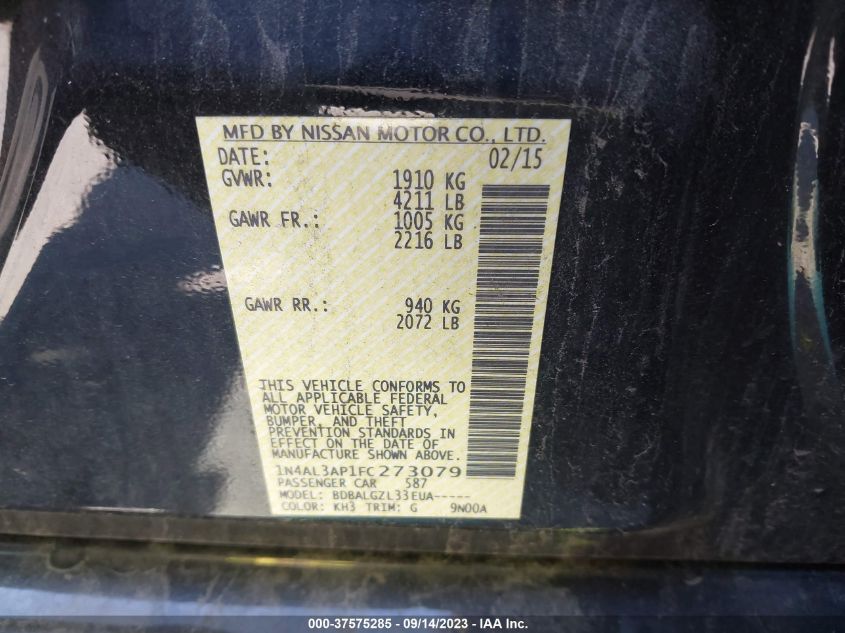 MFD BY NISSAN MOTOR CO., LTD.
DATE: 02/15
GVWR: 1910 KG
4211 LB
GAWR FR.: 1005 KG
2216 LB
GAWR RR.: 940 KG
2072 LB
THIS VEHICLE CONFORMS TO
ALL APPLICABLE FEDERAL
MOTOR VEHICLE SAFETY,
BUMPER, AND THEFT
PREVENTION STANDARDS IN
EFFECT ON THE DATE OF
MANUFACTURE SHOWN ABOVE.
1N4AL3AP1FC273079
PASSENGER CAR 587
MODEL: BDBALGZL33EUA-----
COLOR: KH3 TRIM: G 9N00A
000-37575285 - 09/14/2023 - IAA Inc.